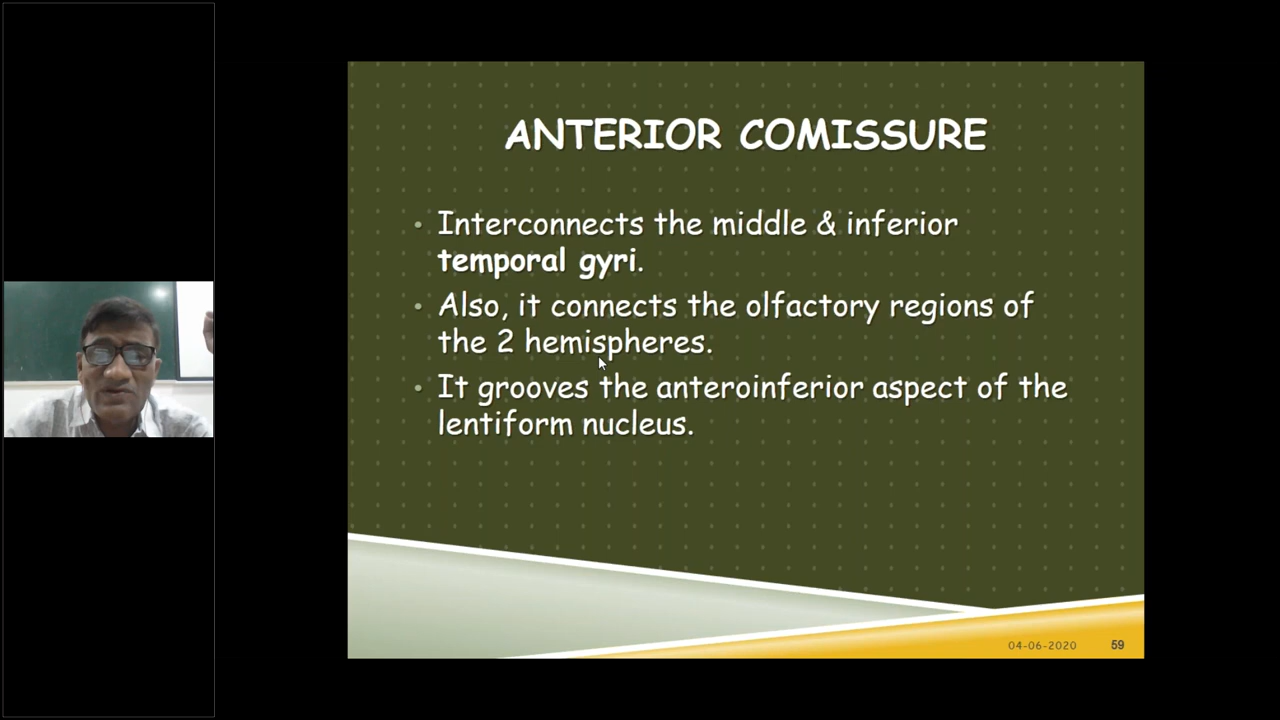 ANTERIOR COMISSURE
• Interconnects the middle & inferior
temporal gyri.
• Also, it connects the olfactory regions of
the 2 hemispheres.
• It grooves the anteroinferior aspect of the
lentiform nucleus.
04-06-2020 59